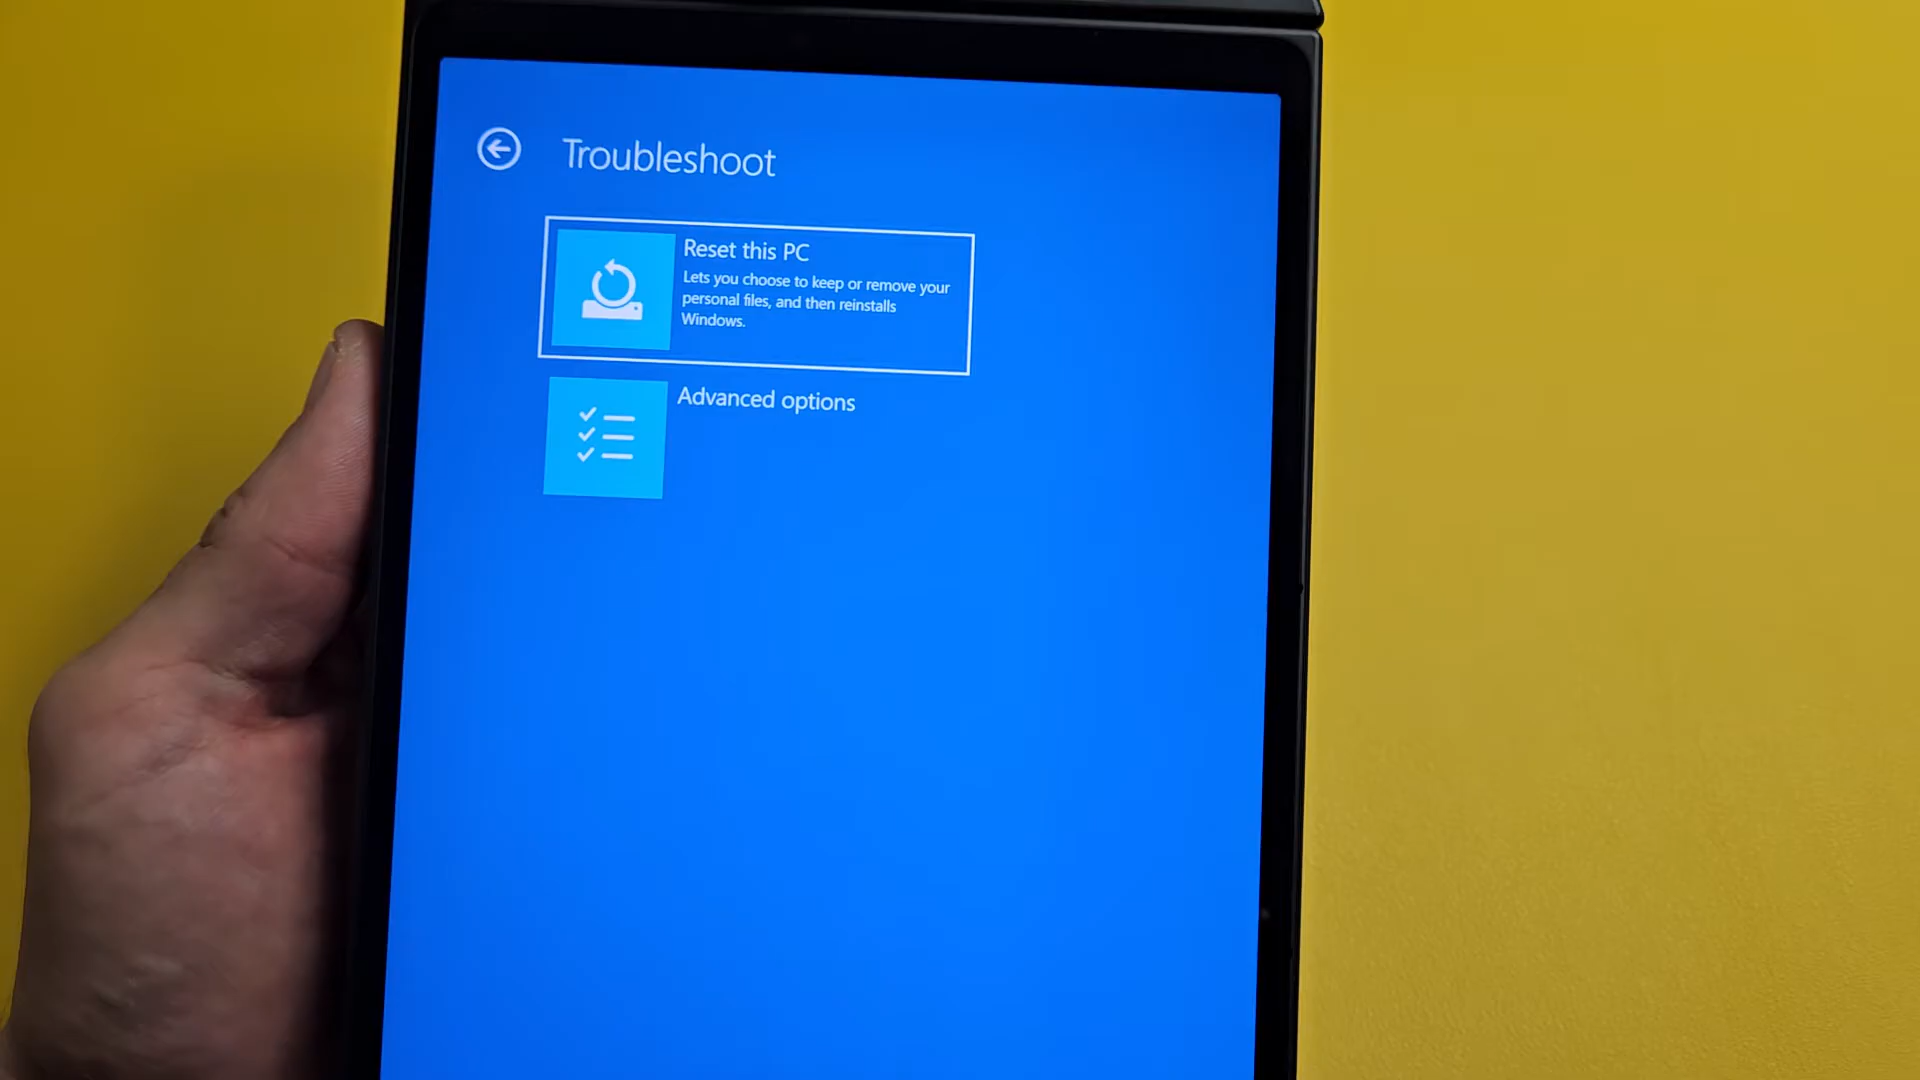 Troubleshoot
Reset this PC
Lets you choose to keep or remove your
personal files, and then reinstalls
Windows.
Advanced options